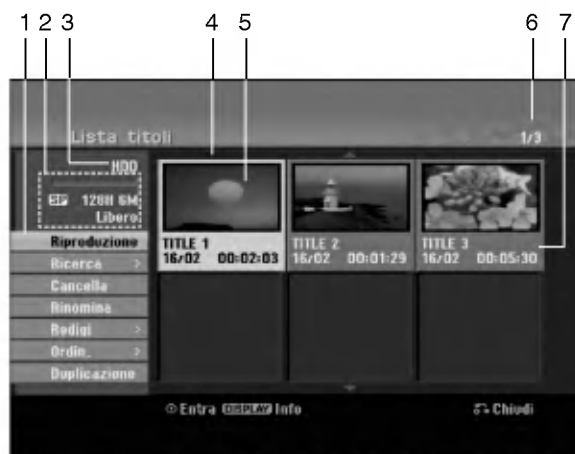 1 2 3 4 5 6 7
Lista titoli
1/3
HDD
SP 128H 6M
Libero
Riproduzione
Ricerca >
Cancella
Rinomina
Redigi >
Ordin. >
Duplicazione
TITLE 1
16/02 00:02:03
TITLE 2
16/02 00:01:29
TITLE 3
16/02 00:05:30
Entra DISPLAY Info
Chiudi